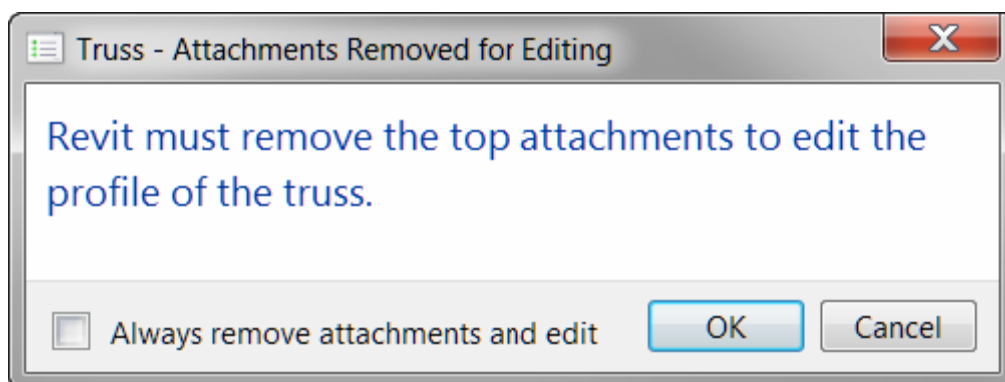 Truss - Attachments Removed for Editing
Revit must remove the top attachments to edit the
profile of the truss.
Always remove attachments and edit
OK
Cancel